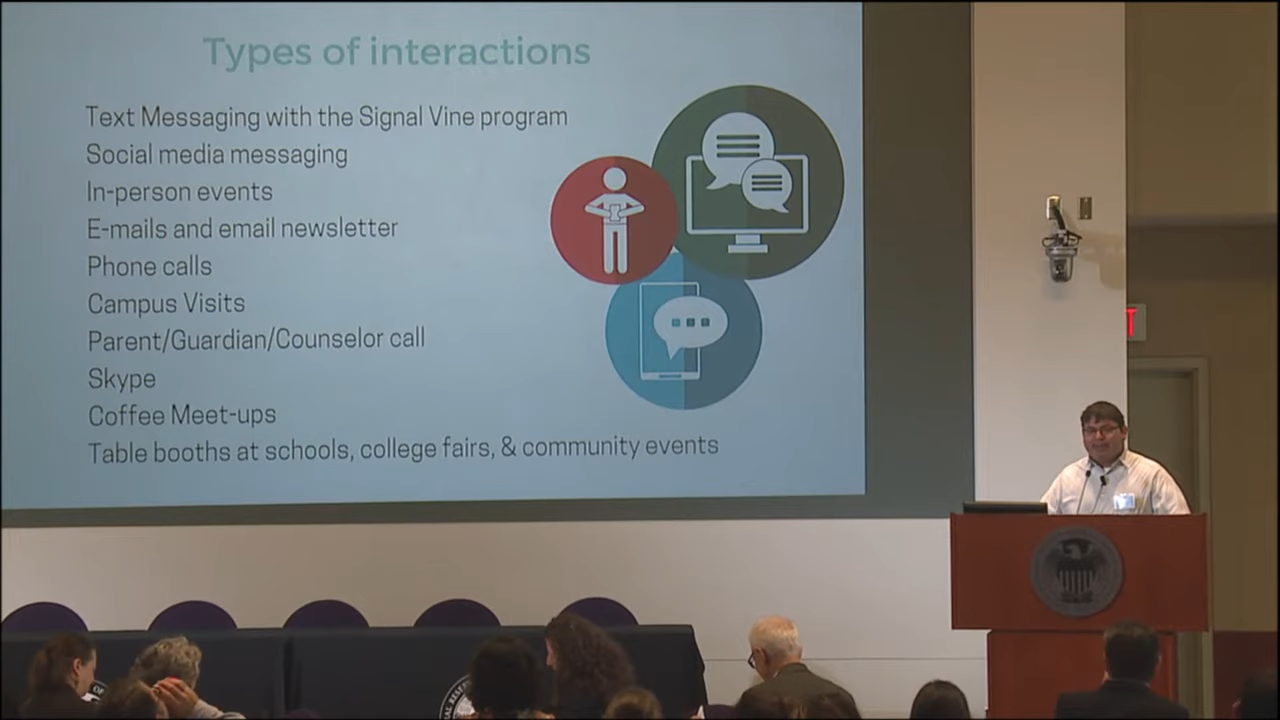 Types of interactions
Text Messaging with the Signal Vine program
Social media messaging
In-person events
E-mails and email newsletter
Phone calls
Campus Visits
Parent/Guardian/Counselor call
Skype
Coffee Meet-ups
Table booths at schools, college fairs, & community events